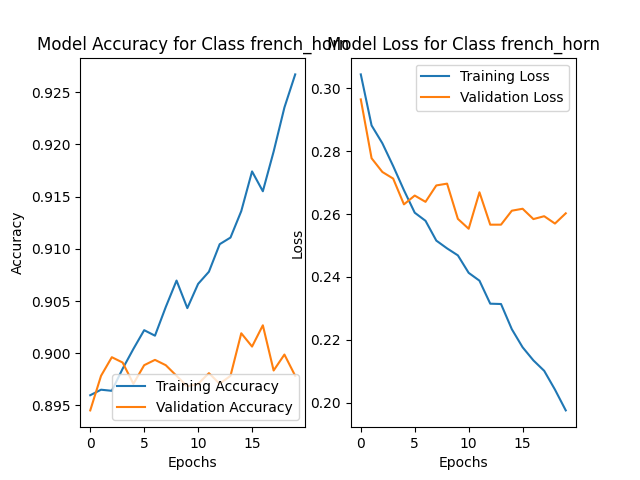 Model Accuracy for Class french_horn
0.925
0.920
0.915
0.910
0.905
0.900
0.895
Accuracy
0 5 10 15
Epochs
Training Accuracy
Validation Accuracy
Model Loss for Class french_horn
0.30
0.28
0.26
0.24
0.22
0.20
Loss
0 5 10 15
Epochs
Training Loss
Validation Loss